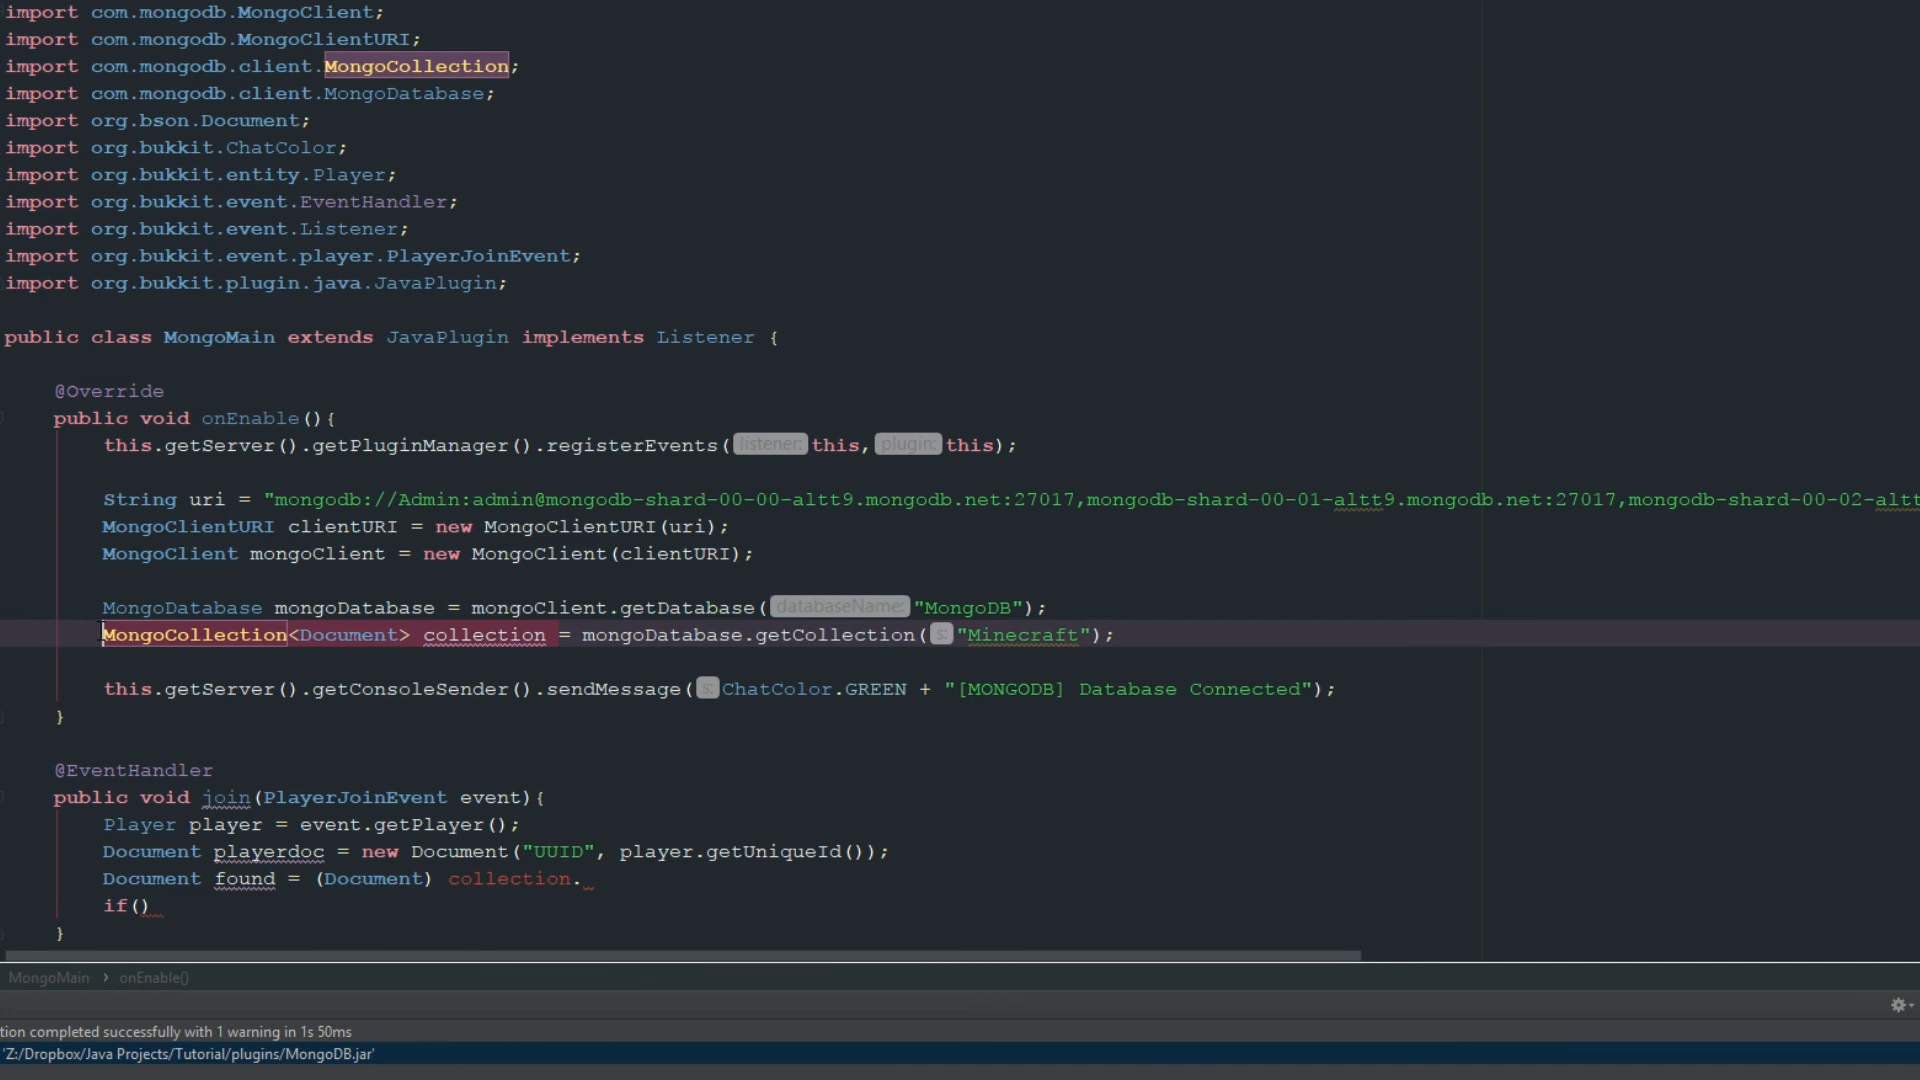 import com.mongodb.MongoClient;
import com.mongodb.MongoClientURI;
import com.mongodb.client.MongoCollection;
import com.mongodb.client.MongoDatabase;
import org.bson.Document;
import org.bukkit.ChatColor;
import org.bukkit.entity.Player;
import org.bukkit.event.EventHandler;
import org.bukkit.event.Listener;
import org.bukkit.event.player.PlayerJoinEvent;
import org.bukkit.plugin.java.JavaPlugin;
public class MongoMain extends JavaPlugin implements Listener {
@Override
public void onEnable(){
this.getServer().getPluginManager().registerEvents( listener: this, plugin: this);
String uri = "mongodb://Admin:admin@mongodb-shard-00-00-altt9.mongodb.net:27017,mongodb-shard-00-01-altt9.mongodb.net:27017,mongodb-shard-00-02-altt
MongoClientURI clientURI = new MongoClientURI(uri);
MongoClient mongoClient = new MongoClient(clientURI);
MongoDatabase mongoDatabase = mongoClient.getDatabase( databaseName: "MongoDB");
MongoCollection<Document> collection = mongoDatabase.getCollection( s: "Minecraft");
this.getServer().getConsoleSender().sendMessage( s: ChatColor.GREEN + "[MONGODB] Database Connected");
}
@EventHandler
public void join(PlayerJoinEvent event){
Player player = event.getPlayer();
Document playerdoc = new Document("UUID", player.getUniqueId());
Document found = (Document) collection.
if()
}
MongoMain › onEnable()
tion completed successfully with 1 warning in 1s 50ms
'Z:/Dropbox/Java Projects/Tutorial/plugins/MongoDB.jar'